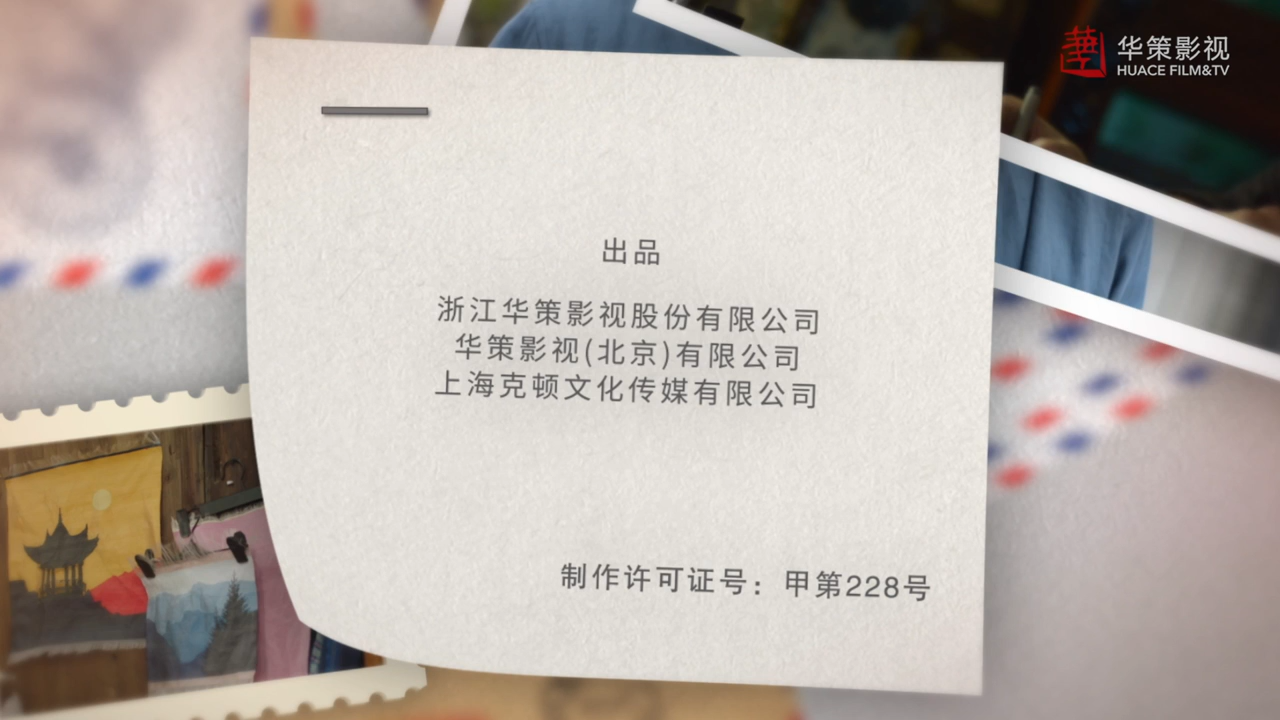 华策影视
HUACE FILM&TV
出品
浙江华策影视股份有限公司
华策影视(北京)有限公司
上海克顿文化传媒有限公司
制作许可证号：甲第228号